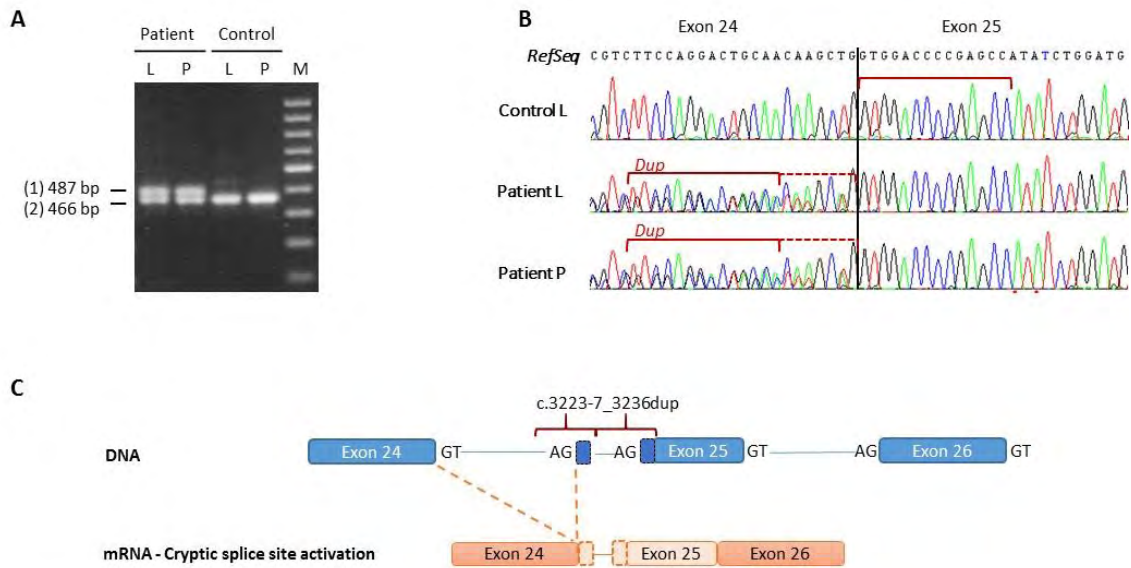 A
Patient Control
L P L P M
(1) 487 bp
(2) 466 bp
B
Exon 24 Exon 25
RefSeq CGTCTTCCAGGACTGCAACAAGCTGGTGGACCCCGAGCCATATCTGGATG
Control L
Dup
Patient L
Dup
Patient P
C
c.3223-7_3236dup
DNA
Exon 24 GT AG AG Exon 25 GT AG Exon 26 GT
mRNA - Cryptic splice site activation
Exon 24 Exon 25 Exon 26